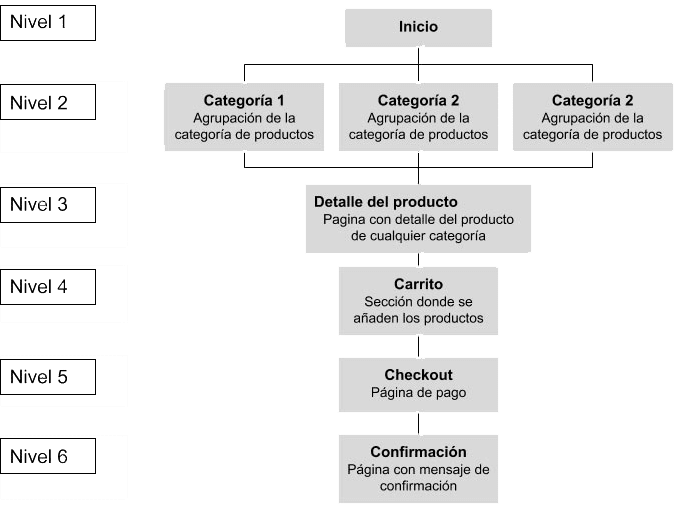 Nivel 1
Inicio
Nivel 2
Categoría 1
Agrupación de la
categoría de productos
Categoría 2
Agrupación de la
categoría de productos
Categoría 2
Agrupación de la
categoría de productos
Nivel 3
Detalle del producto
Pagina con detalle del producto
de cualquier categoría
Nivel 4
Carrito
Sección donde se
añaden los productos
Nivel 5
Checkout
Página de pago
Nivel 6
Confirmación
Página con mensaje de
confirmación